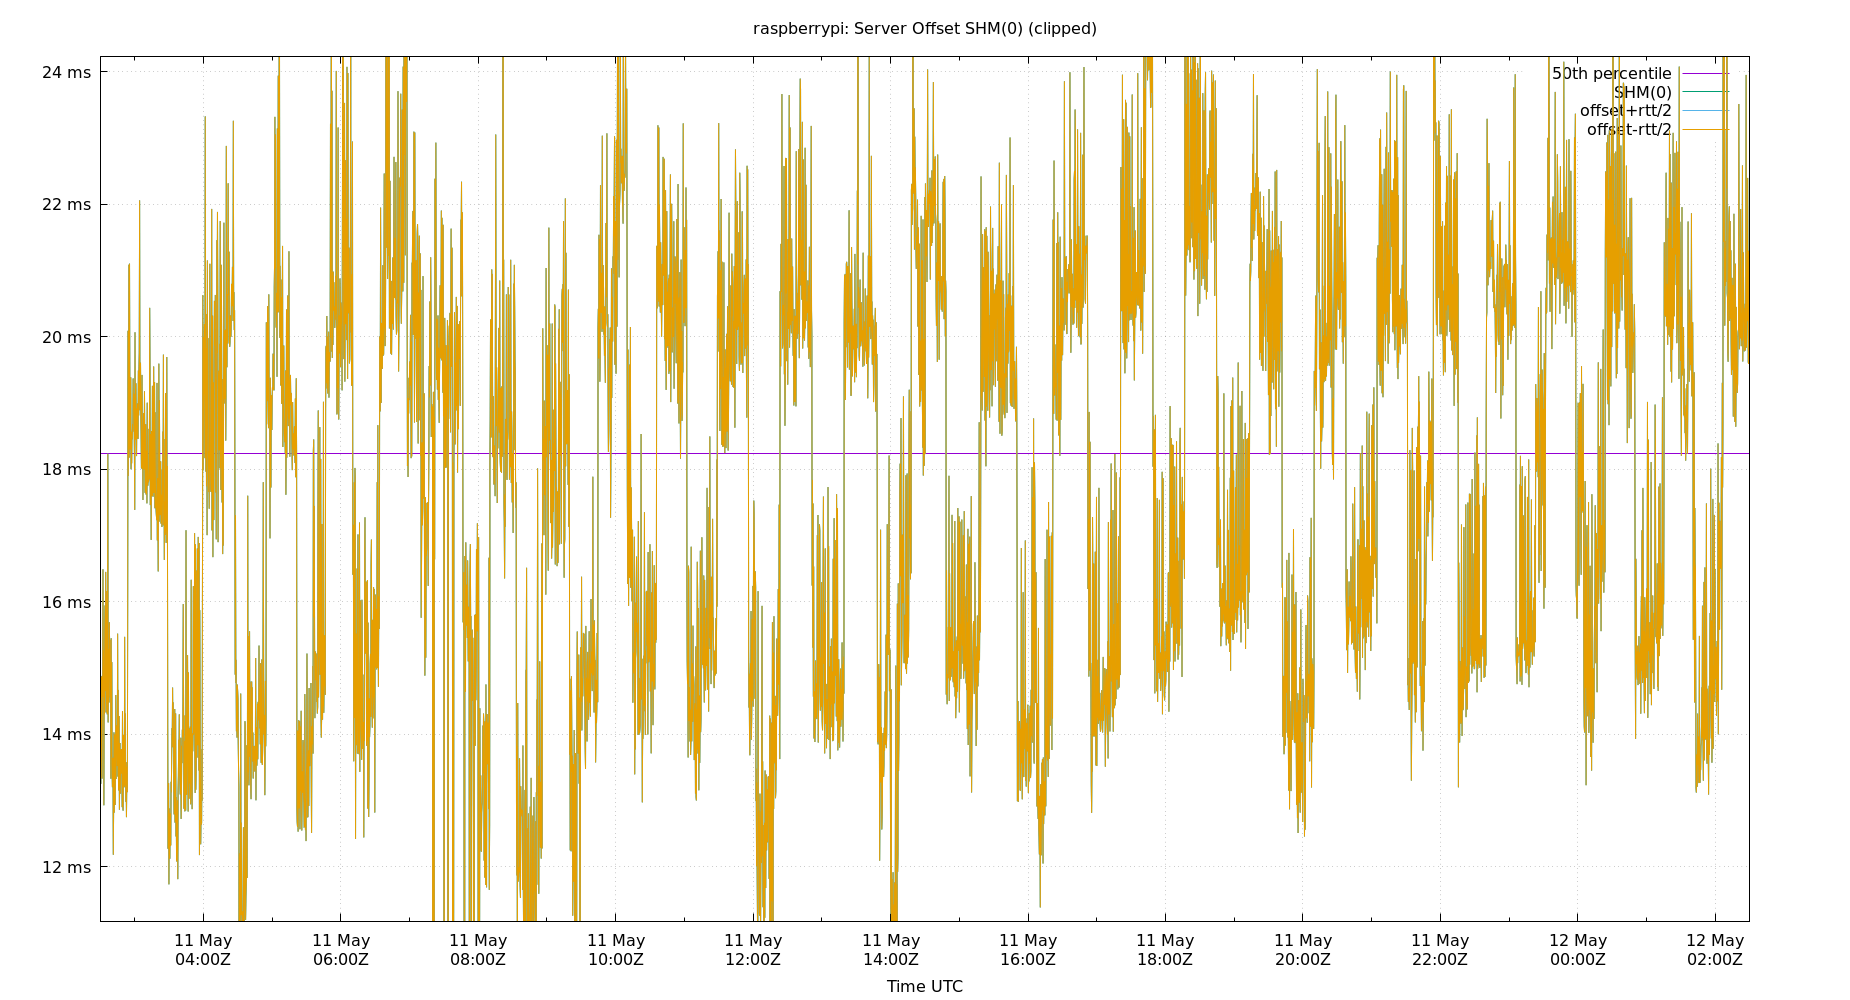 raspberrypi: Server Offset SHM(0) (clipped)
24 ms
22 ms
20 ms
18 ms
16 ms
14 ms
12 ms
50th percentile
SHM(0)
offset+rtt/2
offset-rtt/2
11 May 11 May 11 May 11 May 11 May 11 May 11 May 11 May 11 May 11 May 12 May 12 May
04:00Z 06:00Z 08:00Z 10:00Z 12:00Z 14:00Z 16:00Z 18:00Z 20:00Z 22:00Z 00:00Z 02:00Z
Time UTC